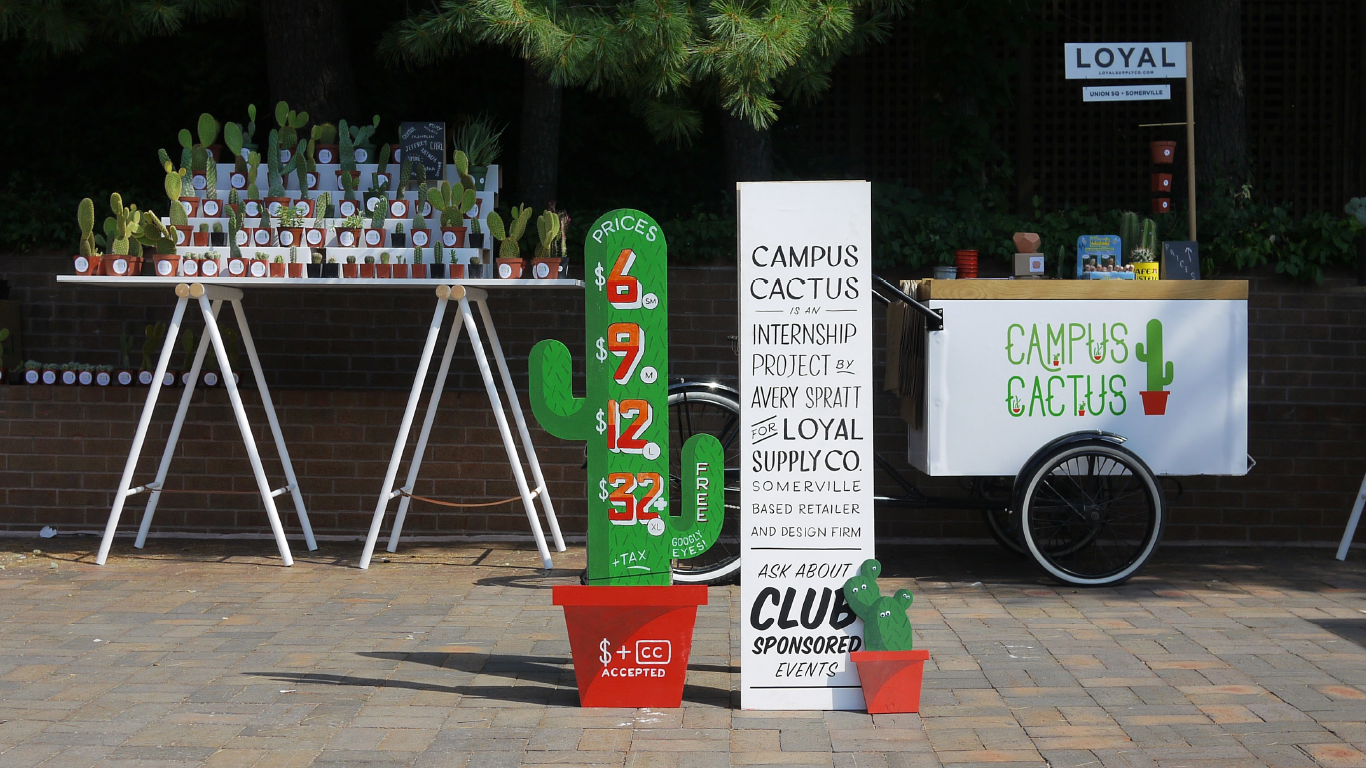 LOYAL
LOYALSUPPLYCO.COM
UNION SQ • SOMERVILLE
PRICES
$6 SM
$9 M
$12 L
$32+ XL
+TAX
FREE
GOOGLY
EYES!
$ + CC
ACCEPTED
CAMPUS
CACTUS
IS AN
INTERNSHIP
PROJECT BY
AVERY SPRATT
FOR LOYAL
SUPPLY CO.
SOMERVILLE
BASED RETAILER
AND DESIGN FIRM
ASK ABOUT
CLUB
SPONSORED
EVENTS
CAMPUS
CACTUS